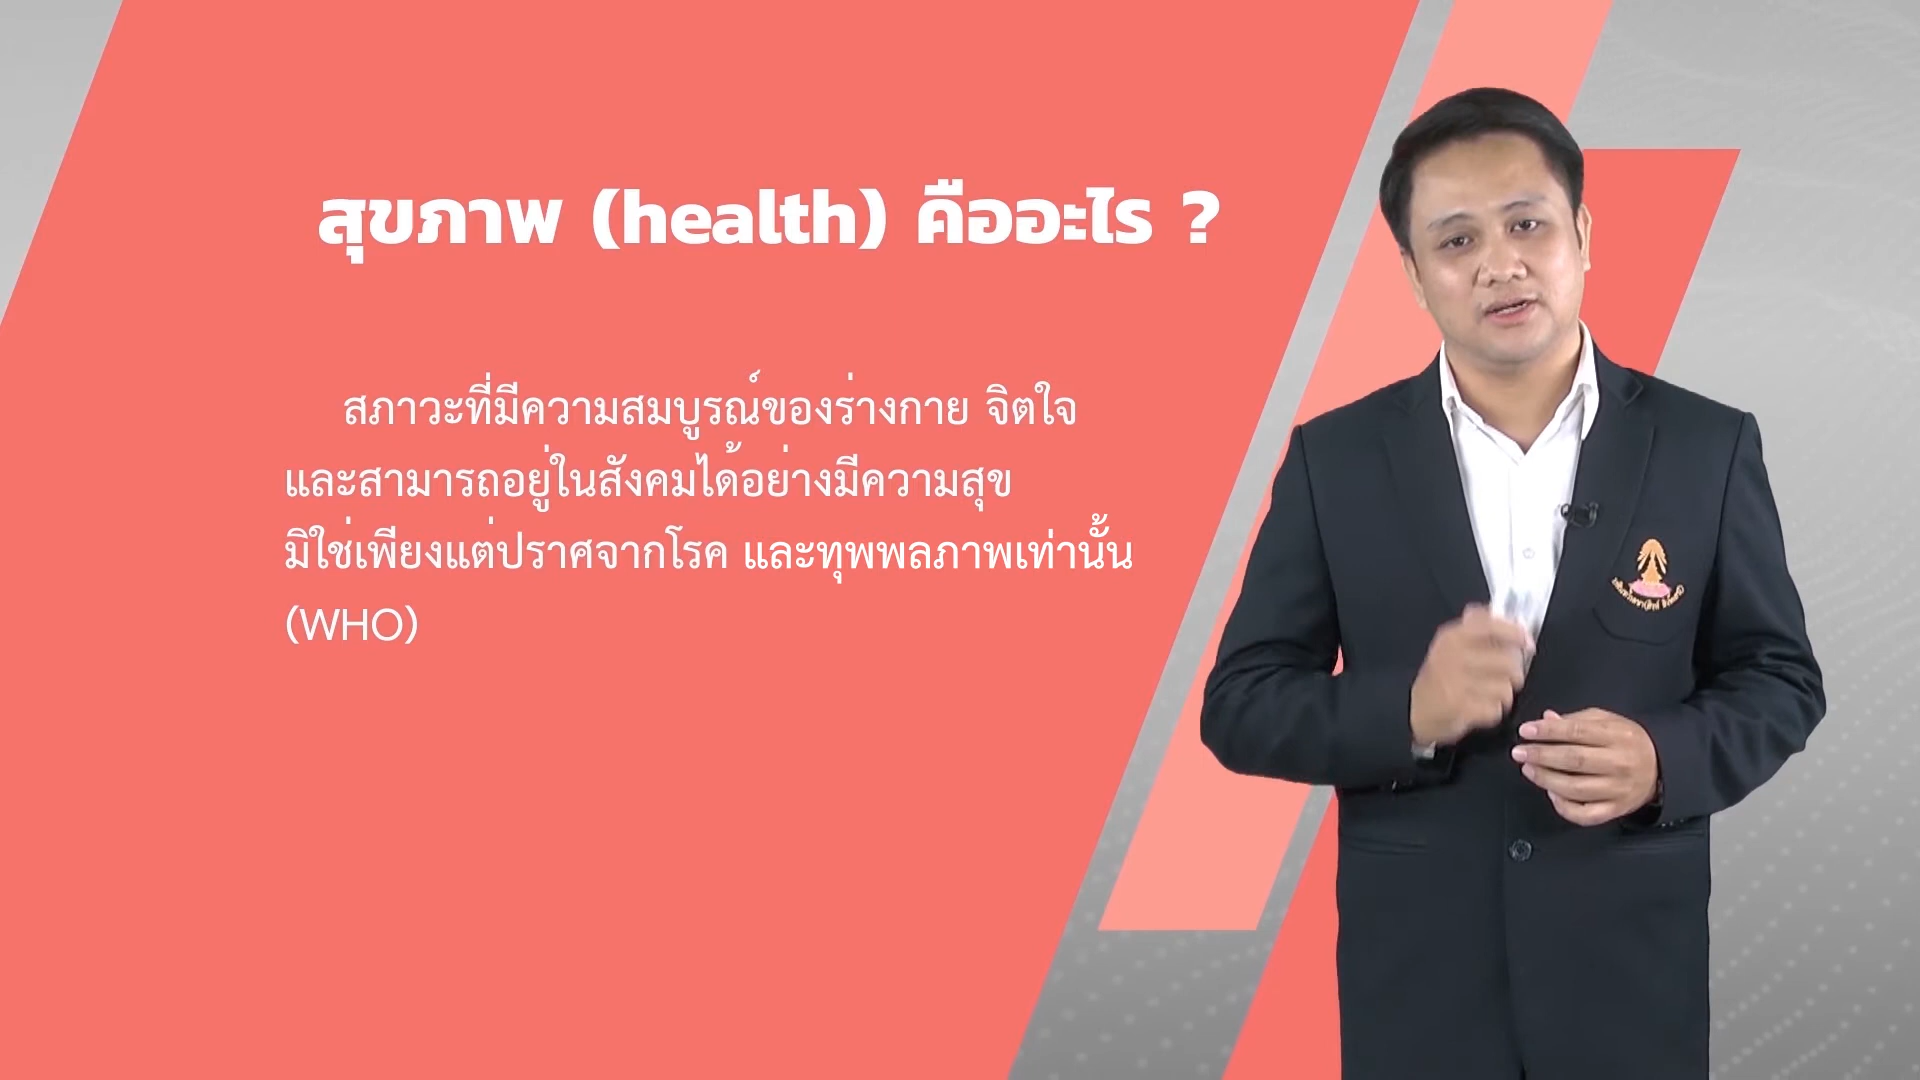 สุขภาพ (health) คืออะไร ?
สภาวะที่มีความสมบูรณ์ของร่างกาย จิตใจ
และสามารถอยู่ในสังคมได้อย่างมีความสุข
มิใช่เพียงแต่ปราศจากโรค และทุพพลภาพเท่านั้น
(WHO)